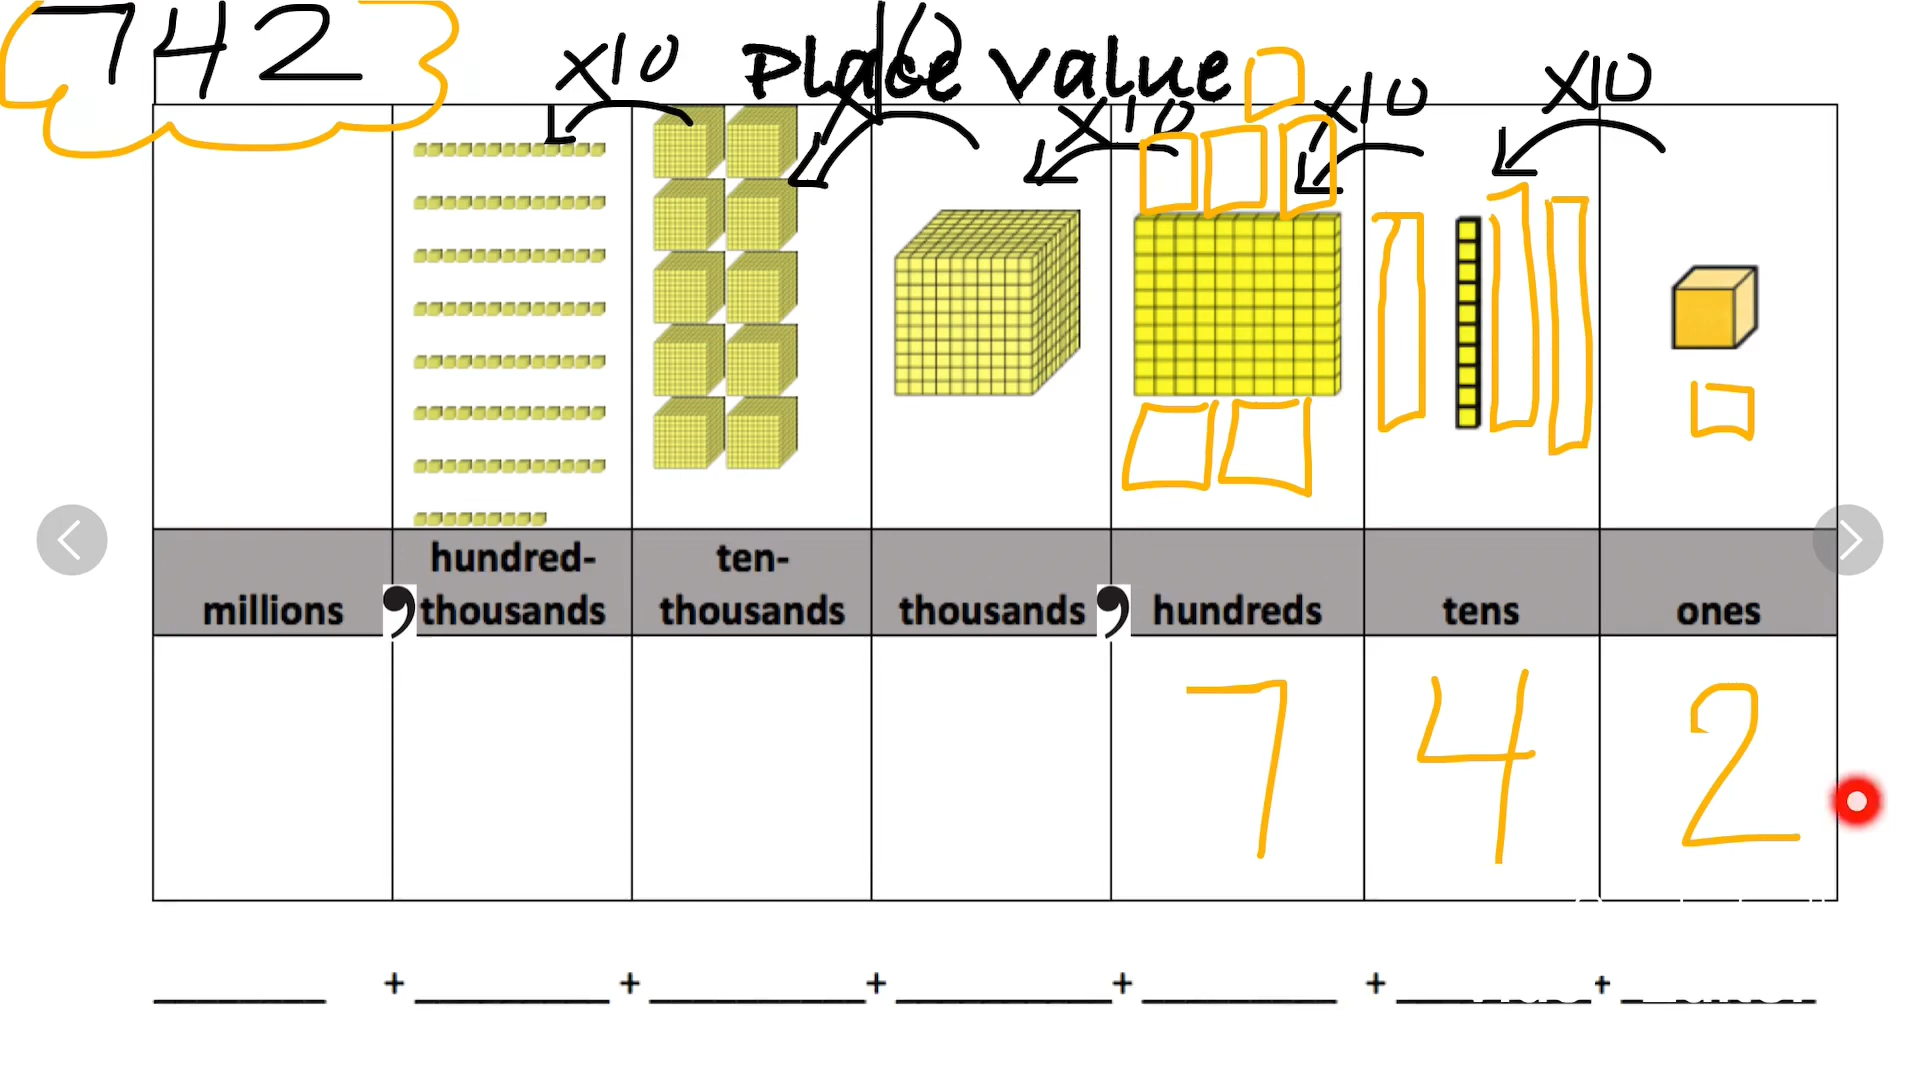 742
Place value
x10 x10 x10 x10 x10
millions , hundred-thousands ten-thousands thousands , hundreds tens ones
7 4 2
+ + + + + +